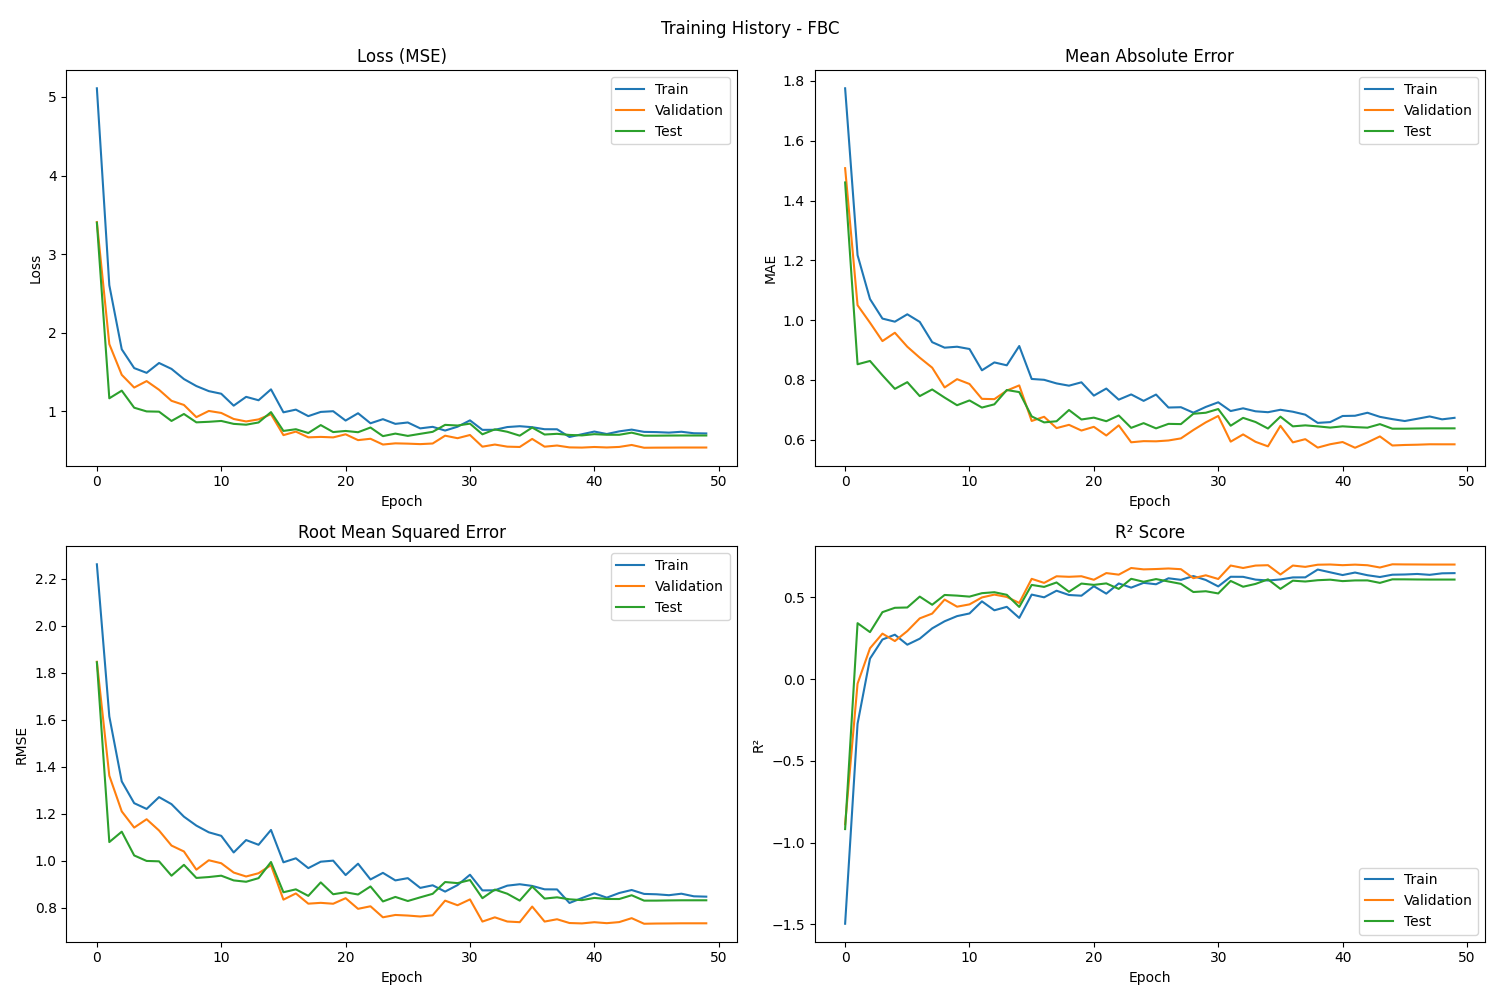 Training History - FBC
Loss (MSE)
Train
Validation
Test
5
4
3
2
1
Loss
0
10
20
30
40
50
Epoch
Mean Absolute Error
Train
Validation
Test
1.8
1.6
1.4
1.2
1.0
0.8
0.6
MAE
0
10
20
30
40
50
Epoch
Root Mean Squared Error
Train
Validation
Test
2.2
2.0
1.8
1.6
1.4
1.2
1.0
0.8
RMSE
0
10
20
30
40
50
Epoch
R² Score
0.5
0.0
−0.5
−1.0
−1.5
R²
Train
Validation
Test
0
10
20
30
40
50
Epoch